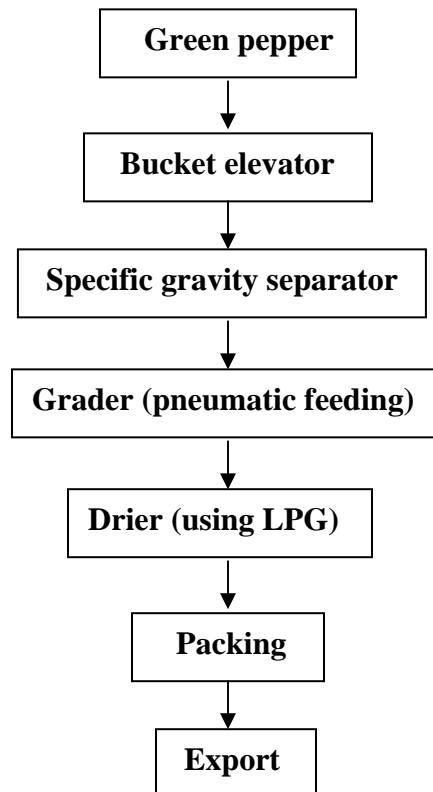 Green pepper
Bucket elevator
Specific gravity separator
Grader (pneumatic feeding)
Drier (using LPG)
Packing
Export